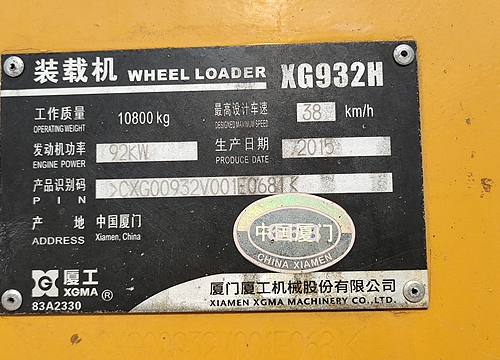 装载机 WHEEL LOADER XG932H
工作质量 10800 kg 最高设计车速 38 km/h
OPERATING WEIGHT DESIGNED MAXIMUM SPEED
发动机功率 92KW 生产日期 2015
ENGINE POWER PRODUCE DATE
产品识别码 >CXG00932V001E0681<
PIN
产 地 中国厦门
ADDRESS Xiamen, China
中国厦门
CHINA XIAMEN
厦工
XGMA ®
83A2330
厦门厦工机械股份有限公司
XIAMEN XGMA MACHINERY CO.,LTD.